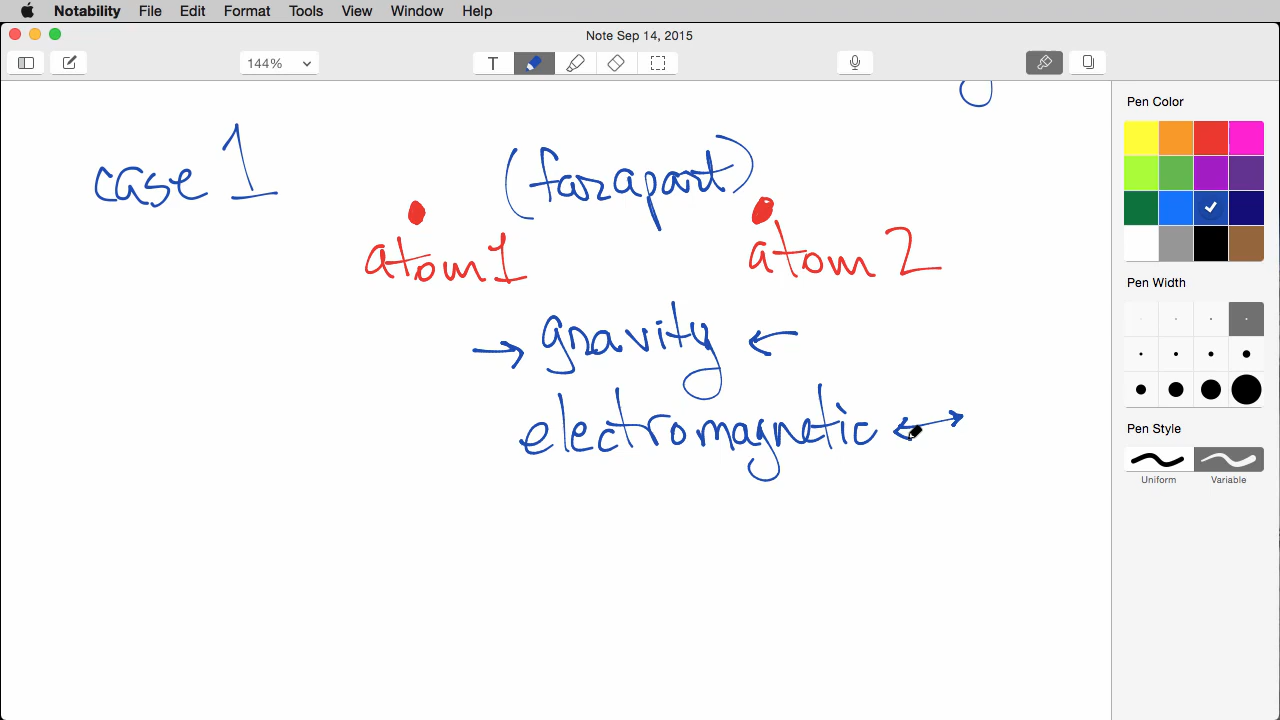 Notability File Edit Format Tools View Window Help
Note Sep 14, 2015
144% T
Pen Color
case 1 (far apart)
atom 1 atom 2
→ gravity ←
electromagnetic ↔
Pen Width
Pen Style
Uniform Variable